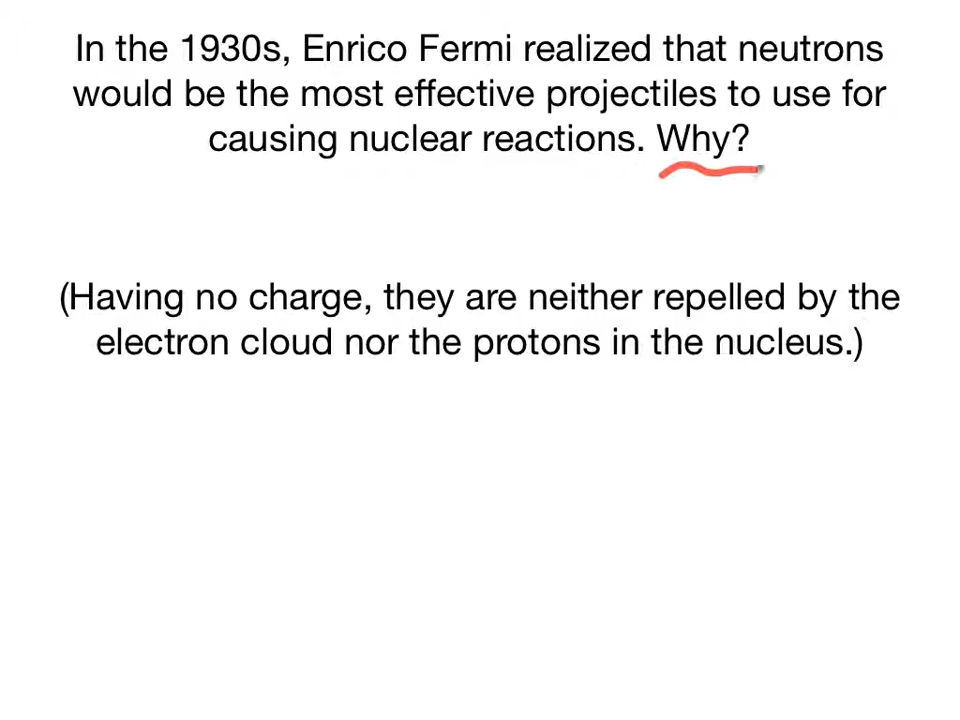 In the 1930s, Enrico Fermi realized that neutrons
would be the most effective projectiles to use for
causing nuclear reactions. Why?
(Having no charge, they are neither repelled by the
electron cloud nor the protons in the nucleus.)